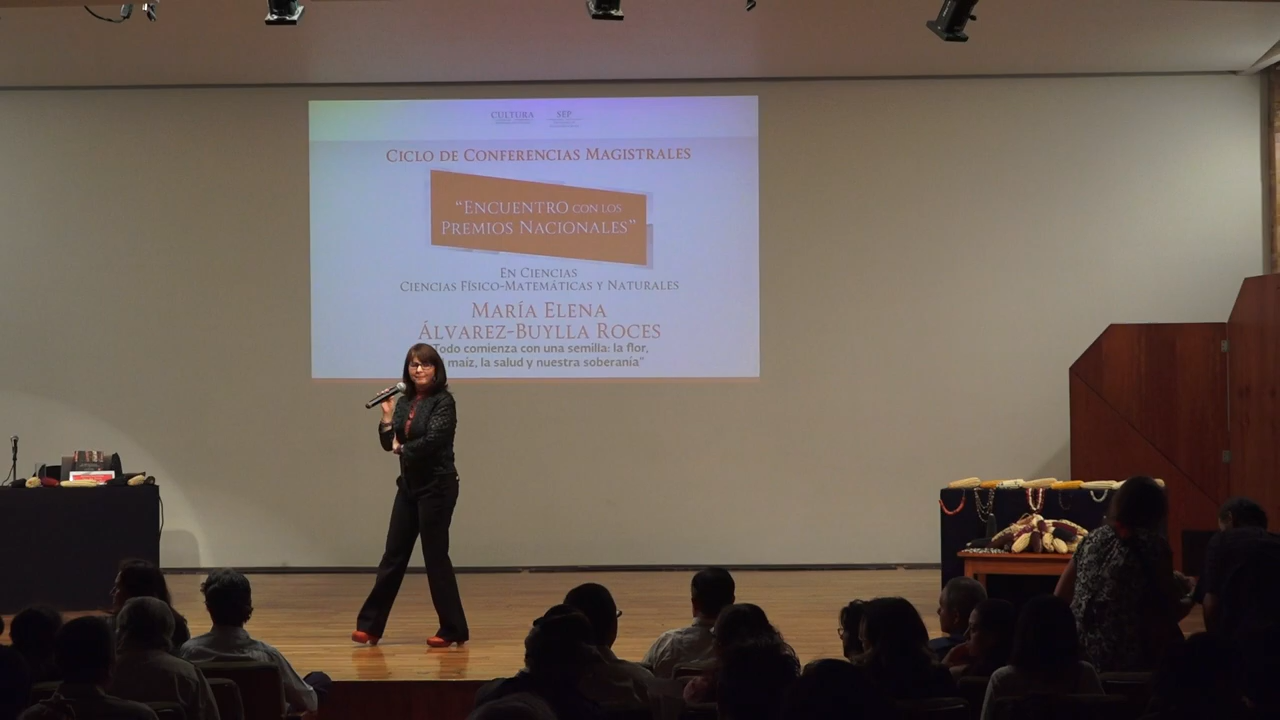 CULTURA SEP
CICLO DE CONFERENCIAS MAGISTRALES
“ENCUENTRO CON LOS
PREMIOS NACIONALES”
EN CIENCIAS
CIENCIAS FÍSICO-MATEMÁTICAS Y NATURALES
MARÍA ELENA
ÁLVAREZ-BUYLLA ROCES
Todo comienza con una semilla: la flor,
maíz, la salud y nuestra soberanía"